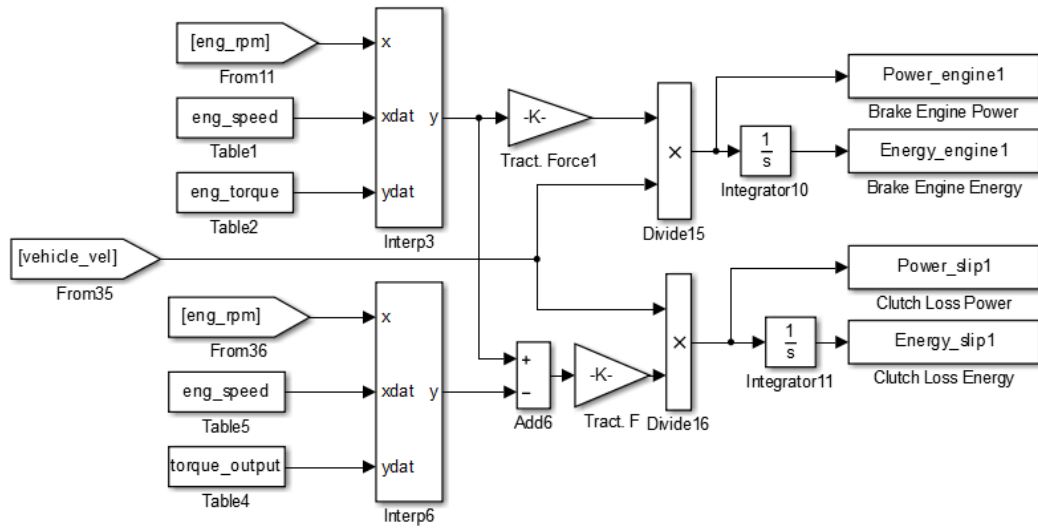 [eng_rpm]
From11
eng_speed
Table1
eng_torque
Table2
x
xdat
y
ydat
Interp3
-K-
Tract. Force1
×
Divide15
1
s
Integrator10
Power_engine1
Brake Engine Power
Energy_engine1
Brake Engine Energy
[vehicle_vel]
From35
[eng_rpm]
From36
eng_speed
Table5
torque_output
Table4
x
xdat
y
ydat
Interp6
+
−
Add6
-K-
Tract. F
×
Divide16
1
s
Integrator11
Power_slip1
Clutch Loss Power
Energy_slip1
Clutch Loss Energy